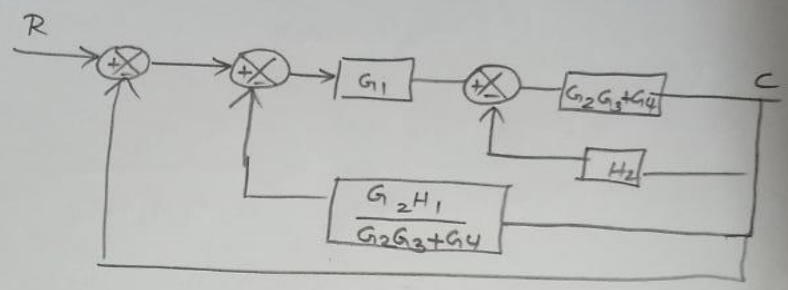 R
+ -
+ -
G1
+ -
G2G3+G4
C
H2
G2H1
G2G3+G4